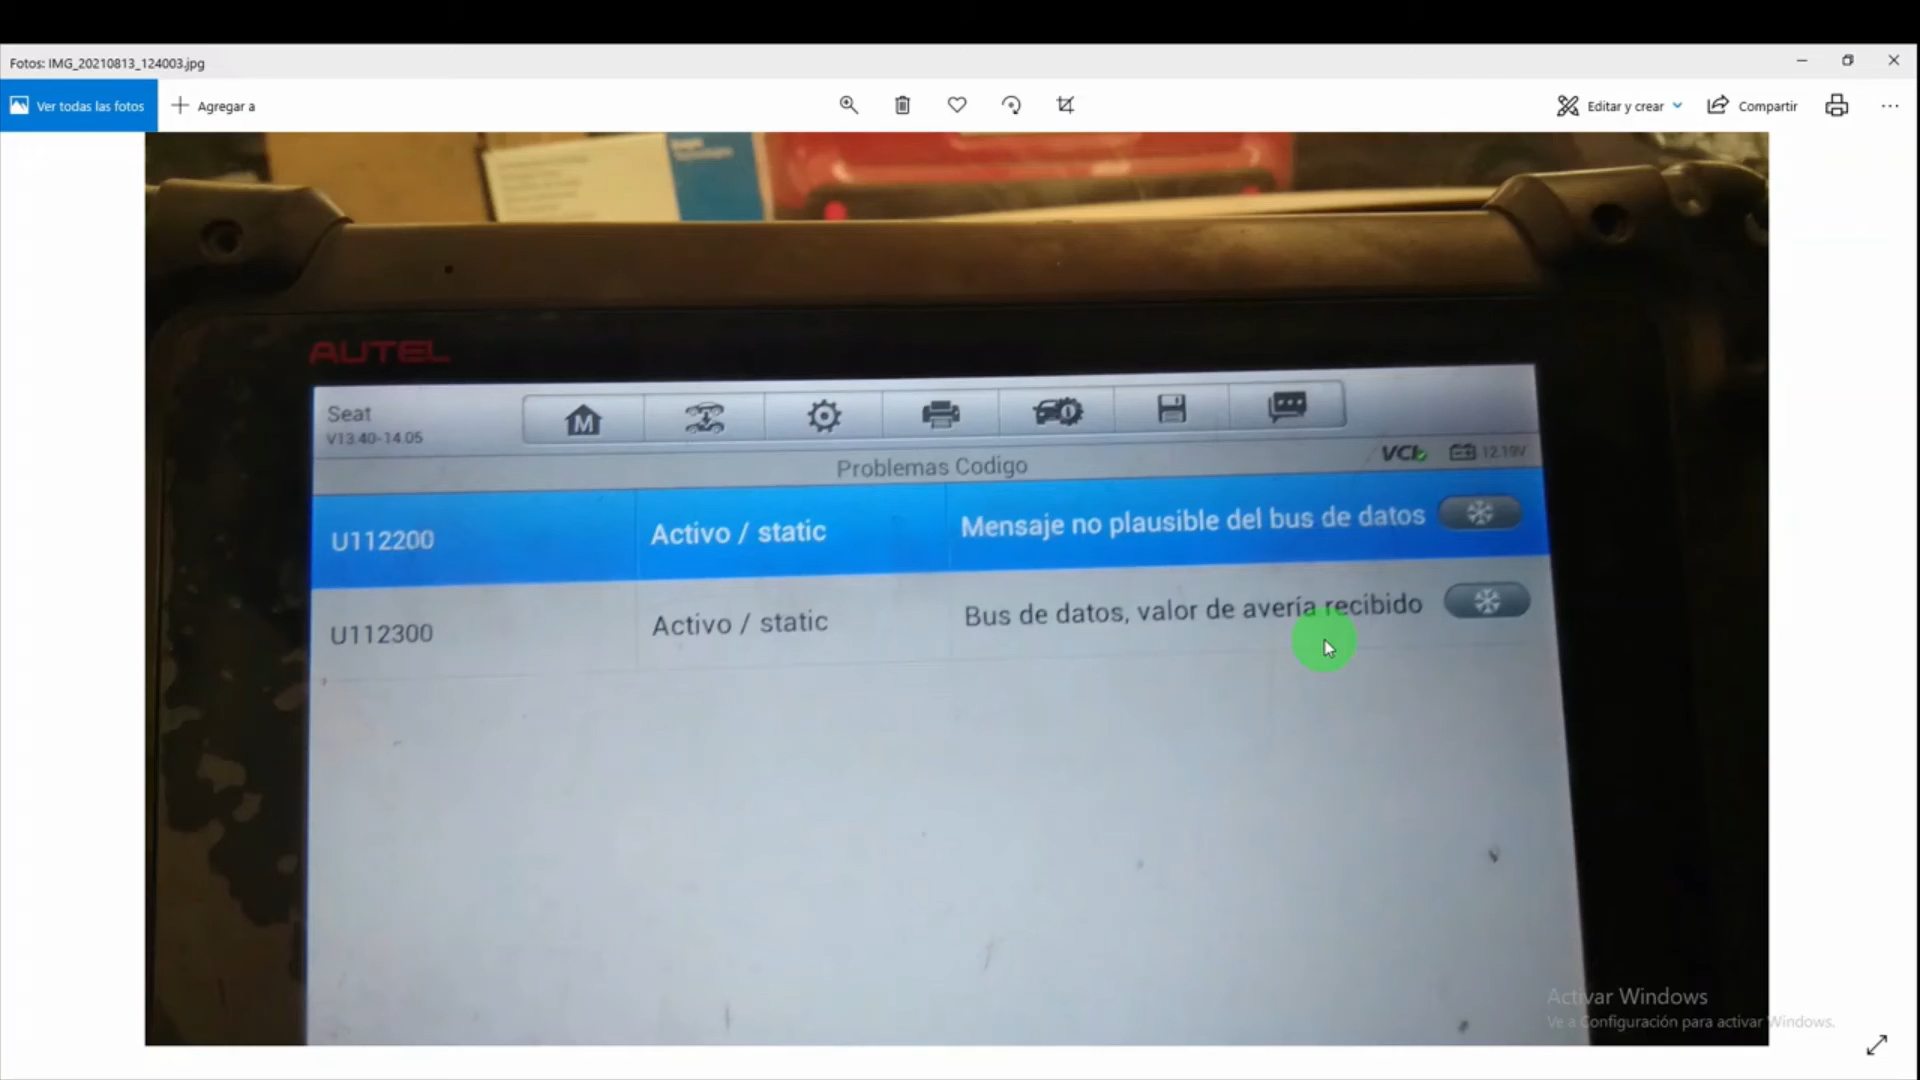 Fotos: IMG_20210813_124003.jpg
Ver todas las fotos
Agregar a
Editar y crear
Compartir
AUTEL
Seat
V13.40-14.05
M
Problemas Codigo
VCI
12.19V
U112200
Activo / static
Mensaje no plausible del bus de datos
U112300
Activo / static
Bus de datos, valor de avería recibido
Activar Windows
Ve a Configuración para activar Windows.